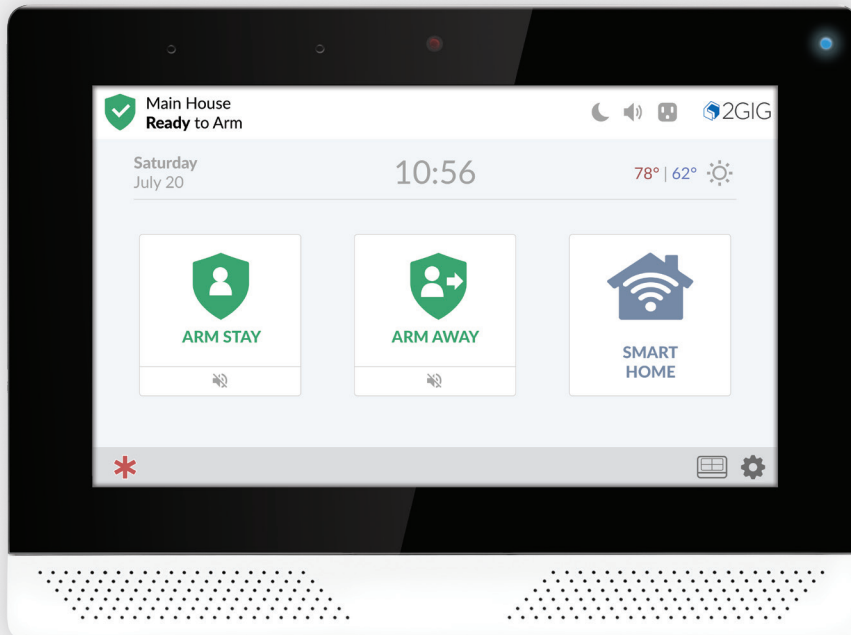 Main House
Ready to Arm
2GIG
Saturday
July 20
10:56
78° | 62°
ARM STAY
ARM AWAY
SMART
HOME